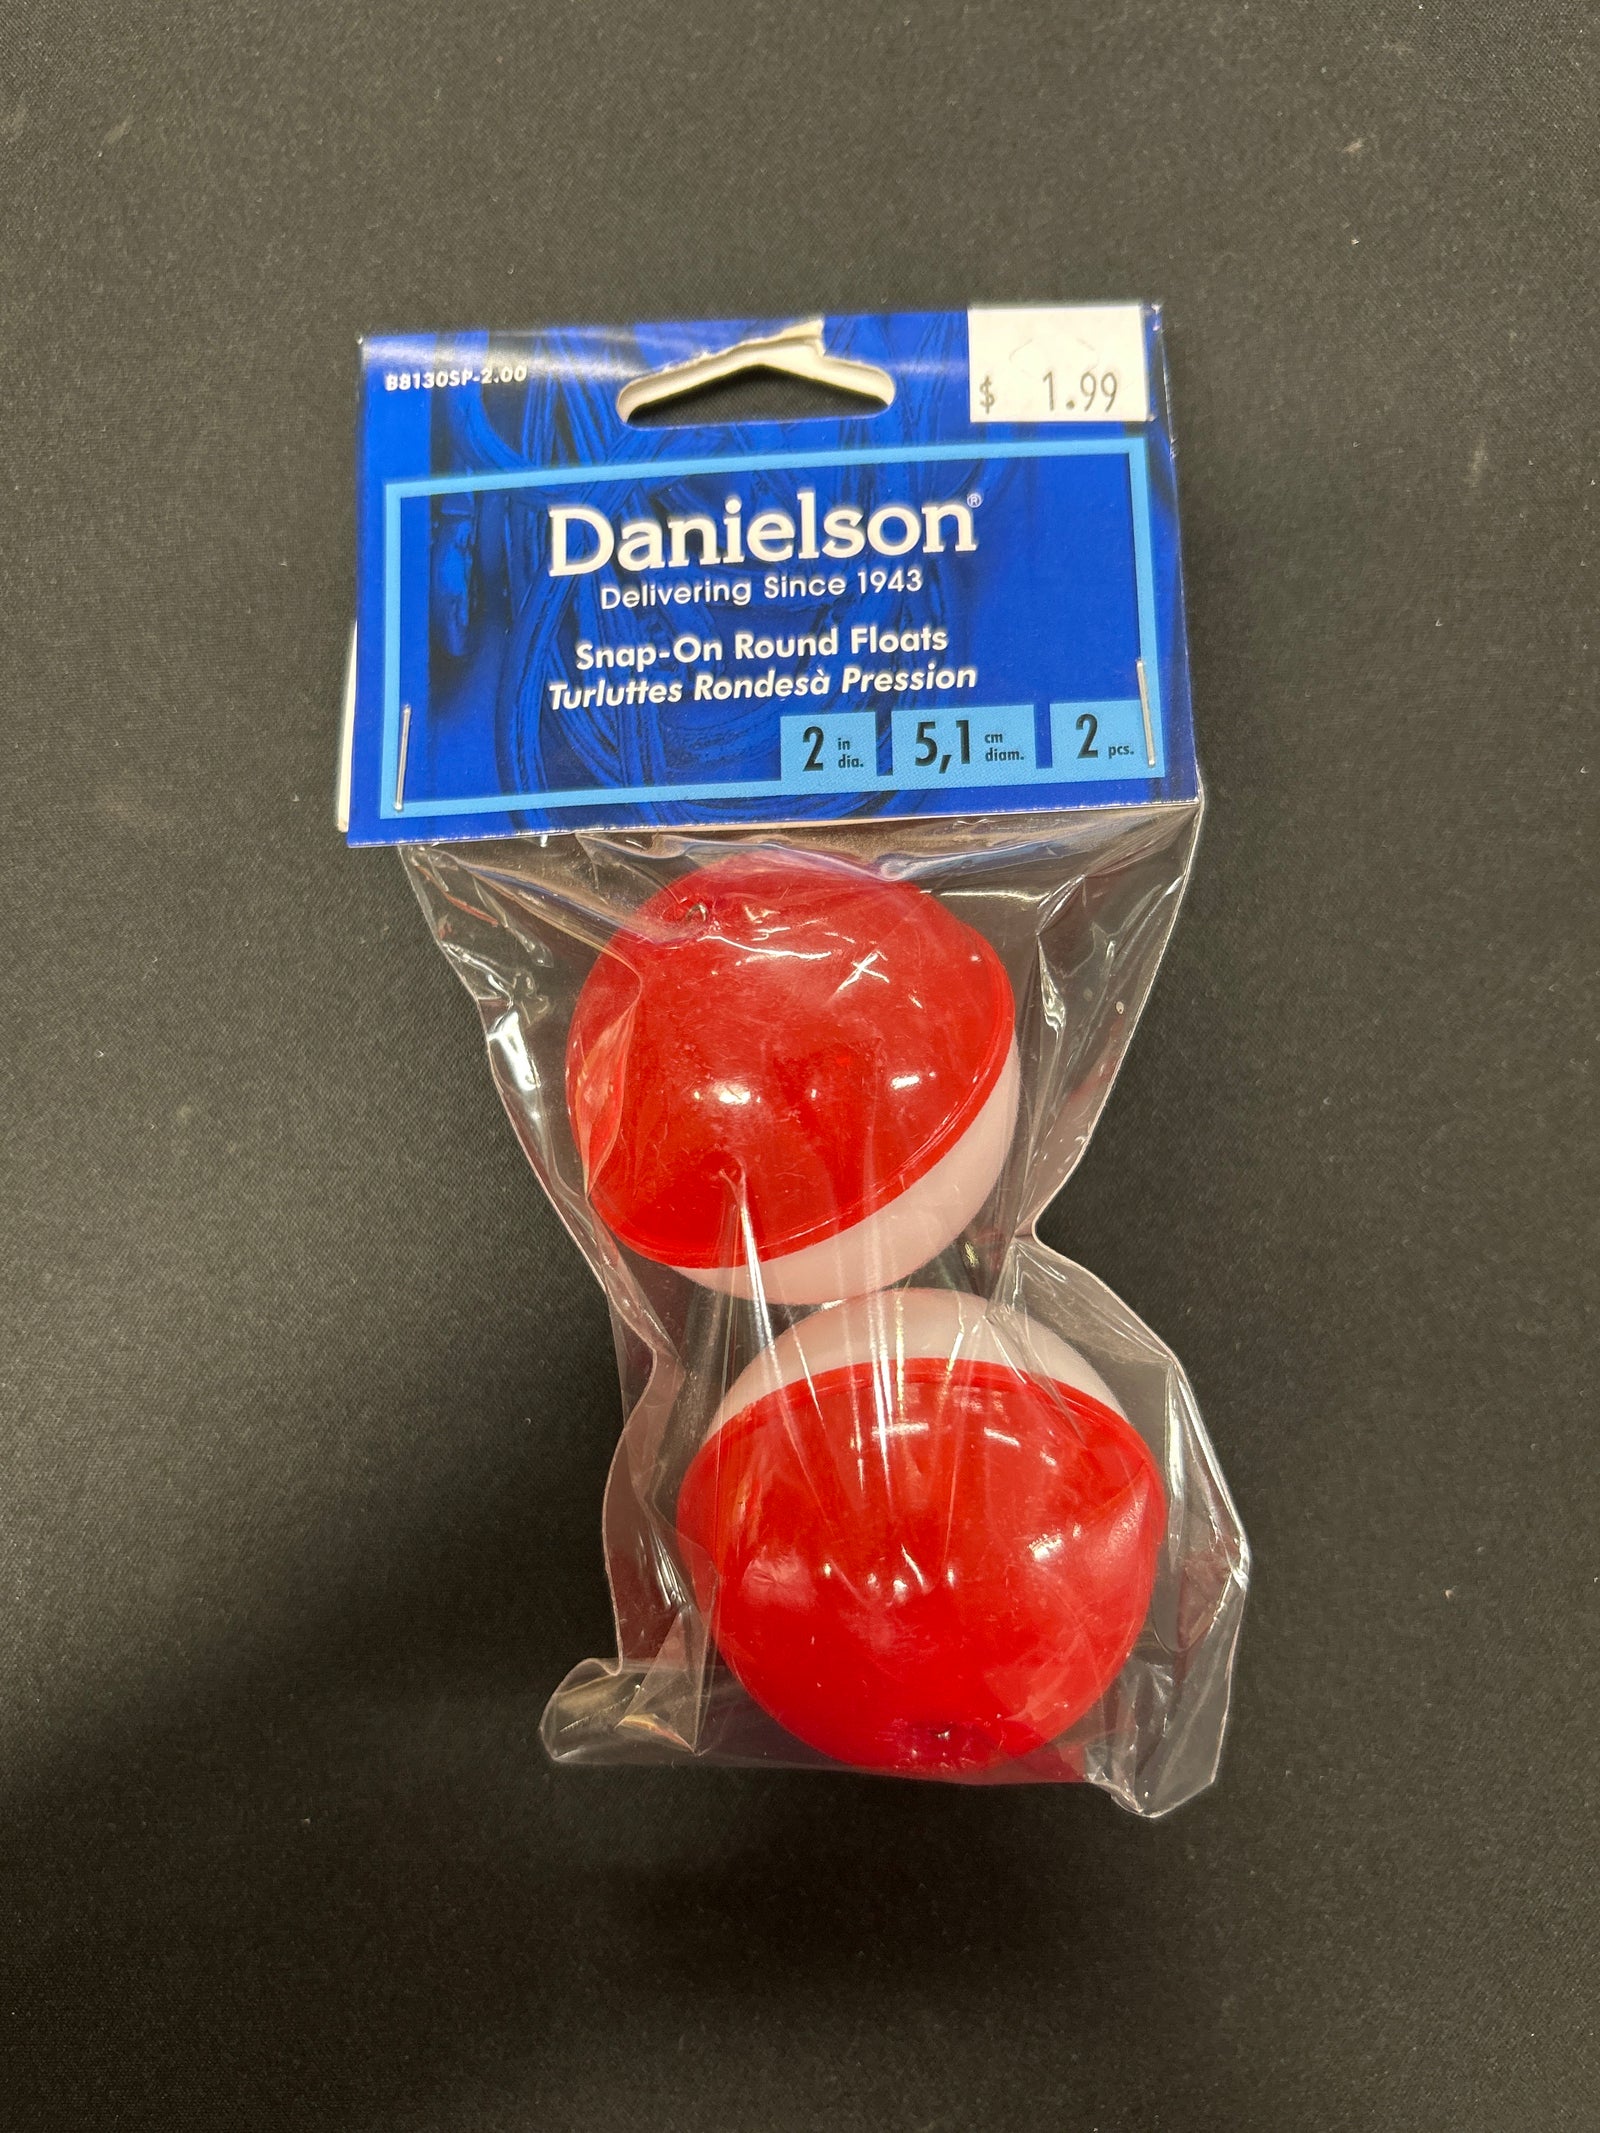 B8130SP-2.00
$ 1.99
Danielson®
Delivering Since 1943
Snap-On Round Floats
Turluttes Rondesà Pression
2 in dia. 5,1 cm diam. 2 pcs.